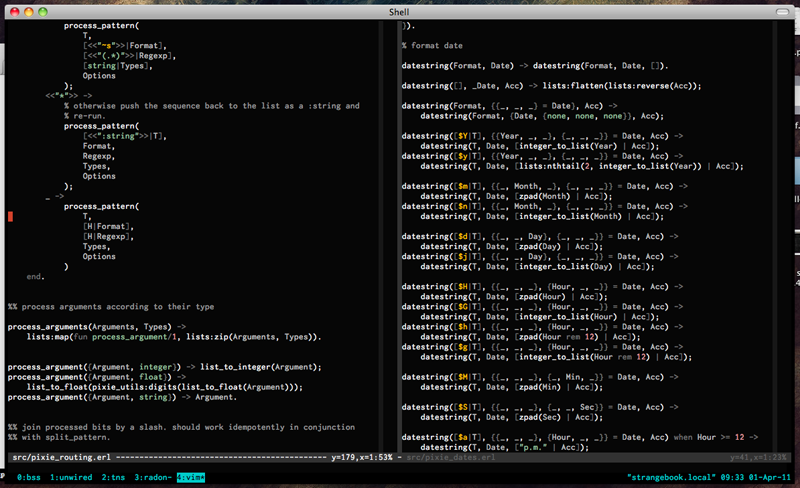 Shell
process_pattern(
T,
[<<"~s">>|Format],
[<<"(.*)">>|Regexp],
[string|Types],
Options
);
<<"*">> ->
% otherwise push the sequence back to the list as a :string and
% re-run.
process_pattern(
[<<":string">>|T],
Format,
Regexp,
Types,
Options
);
_ ->
process_pattern(
T,
[H|Format],
[H|Regexp],
Types,
Options
)
end.
%% process arguments according to their type
process_arguments(Arguments, Types) ->
lists:map(fun process_argument/1, lists:zip(Arguments, Types)).
process_argument({Argument, integer}) -> list_to_integer(Argument);
process_argument({Argument, float}) ->
list_to_float(pixie_utils:digits(list_to_float(Argument)));
process_argument({Argument, string}) -> Argument.
%% join processed bits by a slash. should work idempotently in conjunction
%% with split_pattern.
src/pixie_routing.erl ---------------------------------------- y=179,x=1:53% -
}).
% format date
datestring(Format, Date) -> datestring(Format, Date, []).
datestring([], _Date, Acc) -> lists:flatten(lists:reverse(Acc));
datestring(Format, {{_, _, _} = Date}, Acc) ->
datestring(Format, {Date, {none, none, none}}, Acc);
datestring([$Y|T], {{Year, _, _}, {_, _, _}} = Date, Acc) ->
datestring(T, Date, [integer_to_list(Year) | Acc]);
datestring([$y|T], {{Year, _, _}, {_, _, _}} = Date, Acc) ->
datestring(T, Date, [lists:nthtail(2, integer_to_list(Year)) | Acc]);
datestring([$m|T], {{_, Month, _}, {_, _, _}} = Date, Acc) ->
datestring(T, Date, [zpad(Month) | Acc]);
datestring([$n|T], {{_, Month, _}, {_, _, _}} = Date, Acc) ->
datestring(T, Date, [integer_to_list(Month) | Acc]);
datestring([$d|T], {{_, _, Day}, {_, _, _}} = Date, Acc) ->
datestring(T, Date, [zpad(Day) | Acc]);
datestring([$j|T], {{_, _, Day}, {_, _, _}} = Date, Acc) ->
datestring(T, Date, [integer_to_list(Day) | Acc]);
datestring([$H|T], {{_, _, _}, {Hour, _, _}} = Date, Acc) ->
datestring(T, Date, [zpad(Hour) | Acc]);
datestring([$G|T], {{_, _, _}, {Hour, _, _}} = Date, Acc) ->
datestring(T, Date, [integer_to_list(Hour) | Acc]);
datestring([$h|T], {{_, _, _}, {Hour, _, _}} = Date, Acc) ->
datestring(T, Date, [zpad(Hour rem 12) | Acc]);
datestring([$g|T], {{_, _, _}, {Hour, _, _}} = Date, Acc) ->
datestring(T, Date, [integer_to_list(Hour rem 12) | Acc]);
datestring([$M|T], {{_, _, _}, {_, Min, _}} = Date, Acc) ->
datestring(T, Date, [zpad(Min) | Acc]);
datestring([$S|T], {{_, _, _}, {_, _, Sec}} = Date, Acc) ->
datestring(T, Date, [zpad(Sec) | Acc]);
datestring([$a|T], {{_, _, _}, {Hour, _, _}} = Date, Acc) when Hour >= 12 ->
datestring(T, Date, ["p.m." | Acc]);
src/pixie_dates.erl y=41,x=1:23%
0:bss 1:unwired 2:tns 3:radon- 4:vim* "strangebook.local" 09:33 01-Apr-11